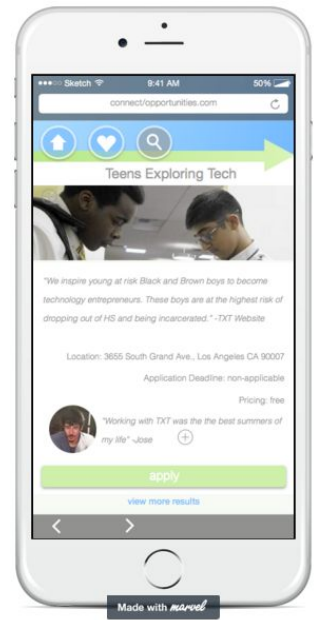 Sketch 9:41 AM 50%
connect/opportunities.com
Teens Exploring Tech
"We inspire young at risk Black and Brown boys to become
technology entrepreneurs. These boys are at the highest risk of
dropping out of HS and being incarcerated." -TXT Website
Location: 3655 South Grand Ave., Los Angeles CA 90007
Application Deadline: non-applicable
Pricing: free
"Working with TXT was the the best summers of
my life" -Jose
apply
view more results
Made with marvel